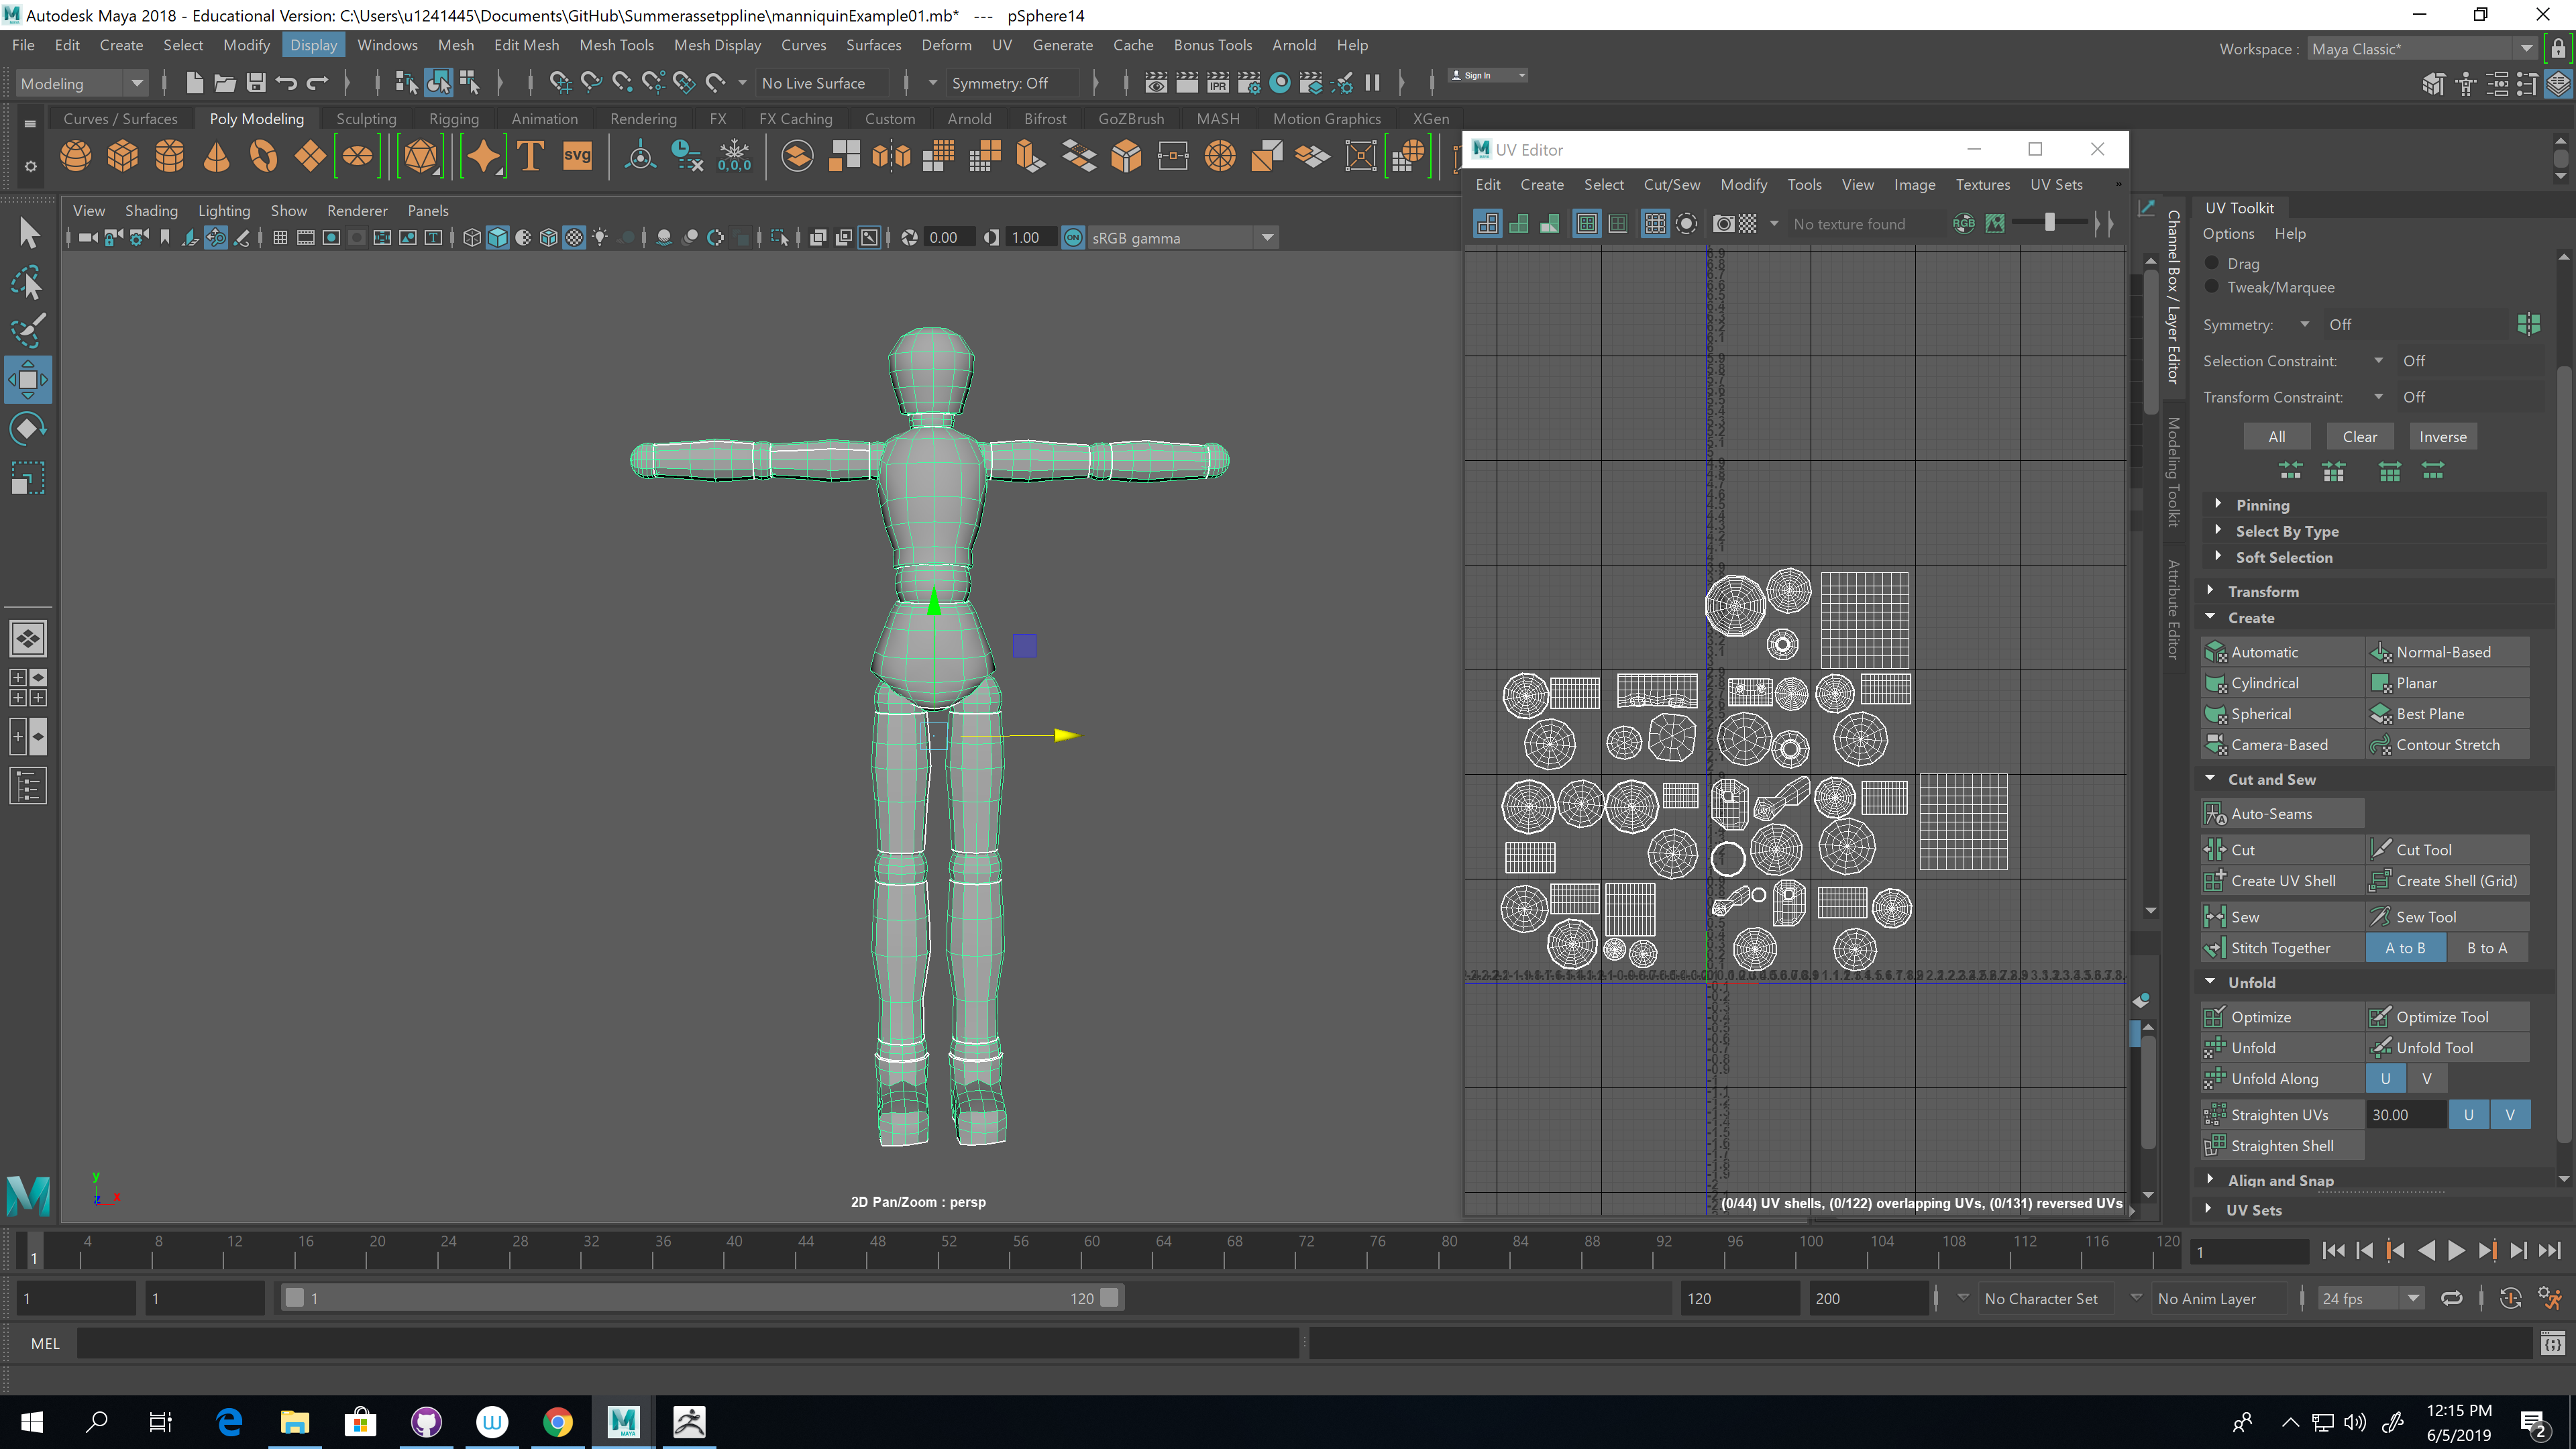 Autodesk Maya 2018 - Educational Version: C:\Users\u1241445\Documents\GitHub\Summerassetppline\manniquinExample01.mb*   ---   pSphere14
File Edit Create Select Modify Display Windows Mesh Edit Mesh Mesh Tools Mesh Display Curves Surfaces Deform UV Generate Cache Bonus Tools Arnold Help
Workspace : Maya Classic*
Modeling No Live Surface Symmetry: Off IPR Sign In
Curves / Surfaces Poly Modeling Sculpting Rigging Animation Rendering FX FX Caching Custom Arnold Bifrost GoZBrush MASH Motion Graphics XGen
T svg 0,0,0
View Shading Lighting Show Renderer Panels
0.00 1.00 ON sRGB gamma
UV Editor
Edit Create Select Cut/Sew Modify Tools View Image Textures UV Sets »
No texture found RGB
Channel Box / Layer Editor
Modeling Toolkit
Attribute Editor
UV Toolkit
Options Help
Drag
Tweak/Marquee
Symmetry: Off
Selection Constraint: Off
Transform Constraint: Off
All Clear Inverse
Pinning
Select By Type
Soft Selection
Transform
Create
Automatic Normal-Based
Cylindrical Planar
Spherical Best Plane
Camera-Based Contour Stretch
Cut and Sew
Auto-Seams
Cut Cut Tool
Create UV Shell Create Shell (Grid)
Sew Sew Tool
Stitch Together A to B B to A
Unfold
Optimize Optimize Tool
Unfold Unfold Tool
Unfold Along U V
Straighten UVs 30.00 U V
Straighten Shell
Align and Snap
UV Sets
y
z x
2D Pan/Zoom : persp
(0/44) UV shells, (0/122) overlapping UVs, (0/131) reversed UVs
1 4 8 12 16 20 24 28 32 36 40 44 48 52 56 60 64 68 72 76 80 84 88 92 96 100 104 108 112 116 120 1
1 1 1 120 120 200 No Character Set No Anim Layer 24 fps
MEL
12:15 PM
6/5/2019
2